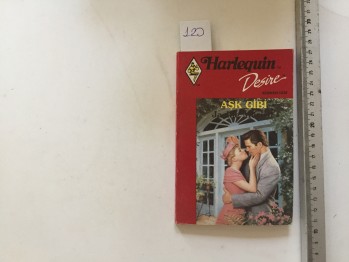 120
Harlequin
Desire
AŞK GİBİ